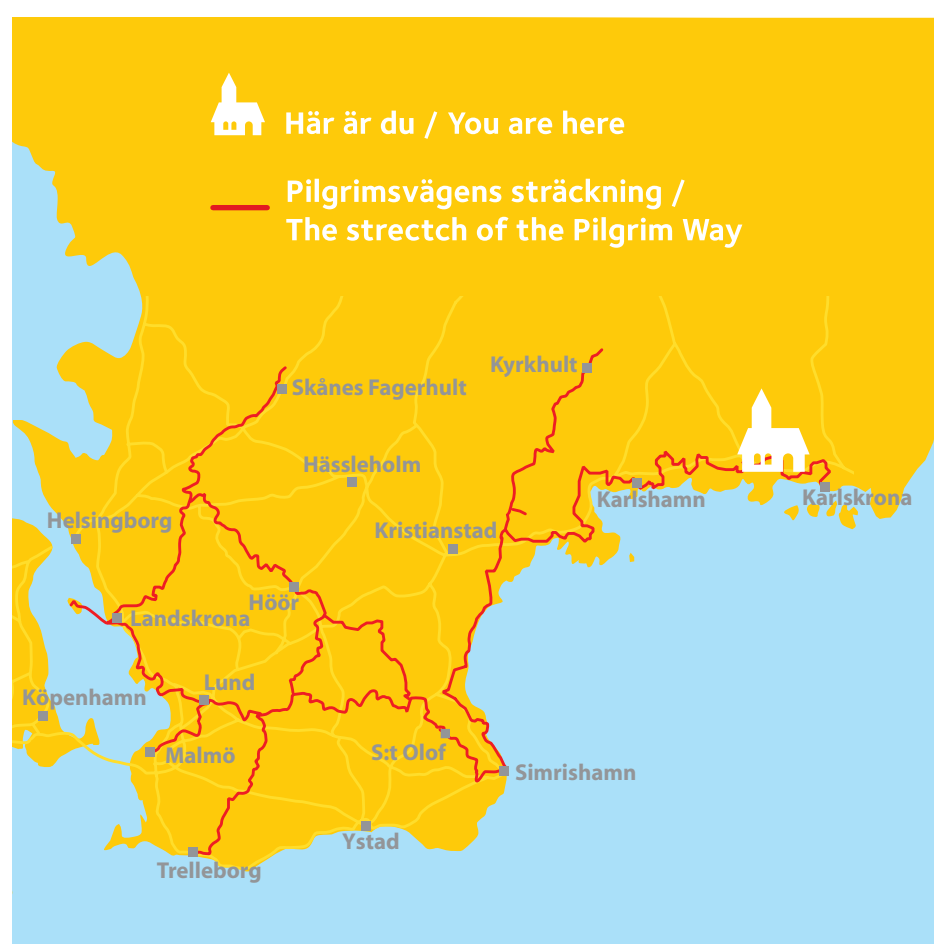 Här är du / You are here
Pilgrimsvägens sträckning /
The strectch of the Pilgrim Way
Kyrkhult
Skånes Fagerhult
Hässleholm
Karlshamn
Karlskrona
Helsingborg
Kristianstad
Höör
Landskrona
Lund
Köpenhamn
Malmö
S:t Olof
Simrishamn
Ystad
Trelleborg